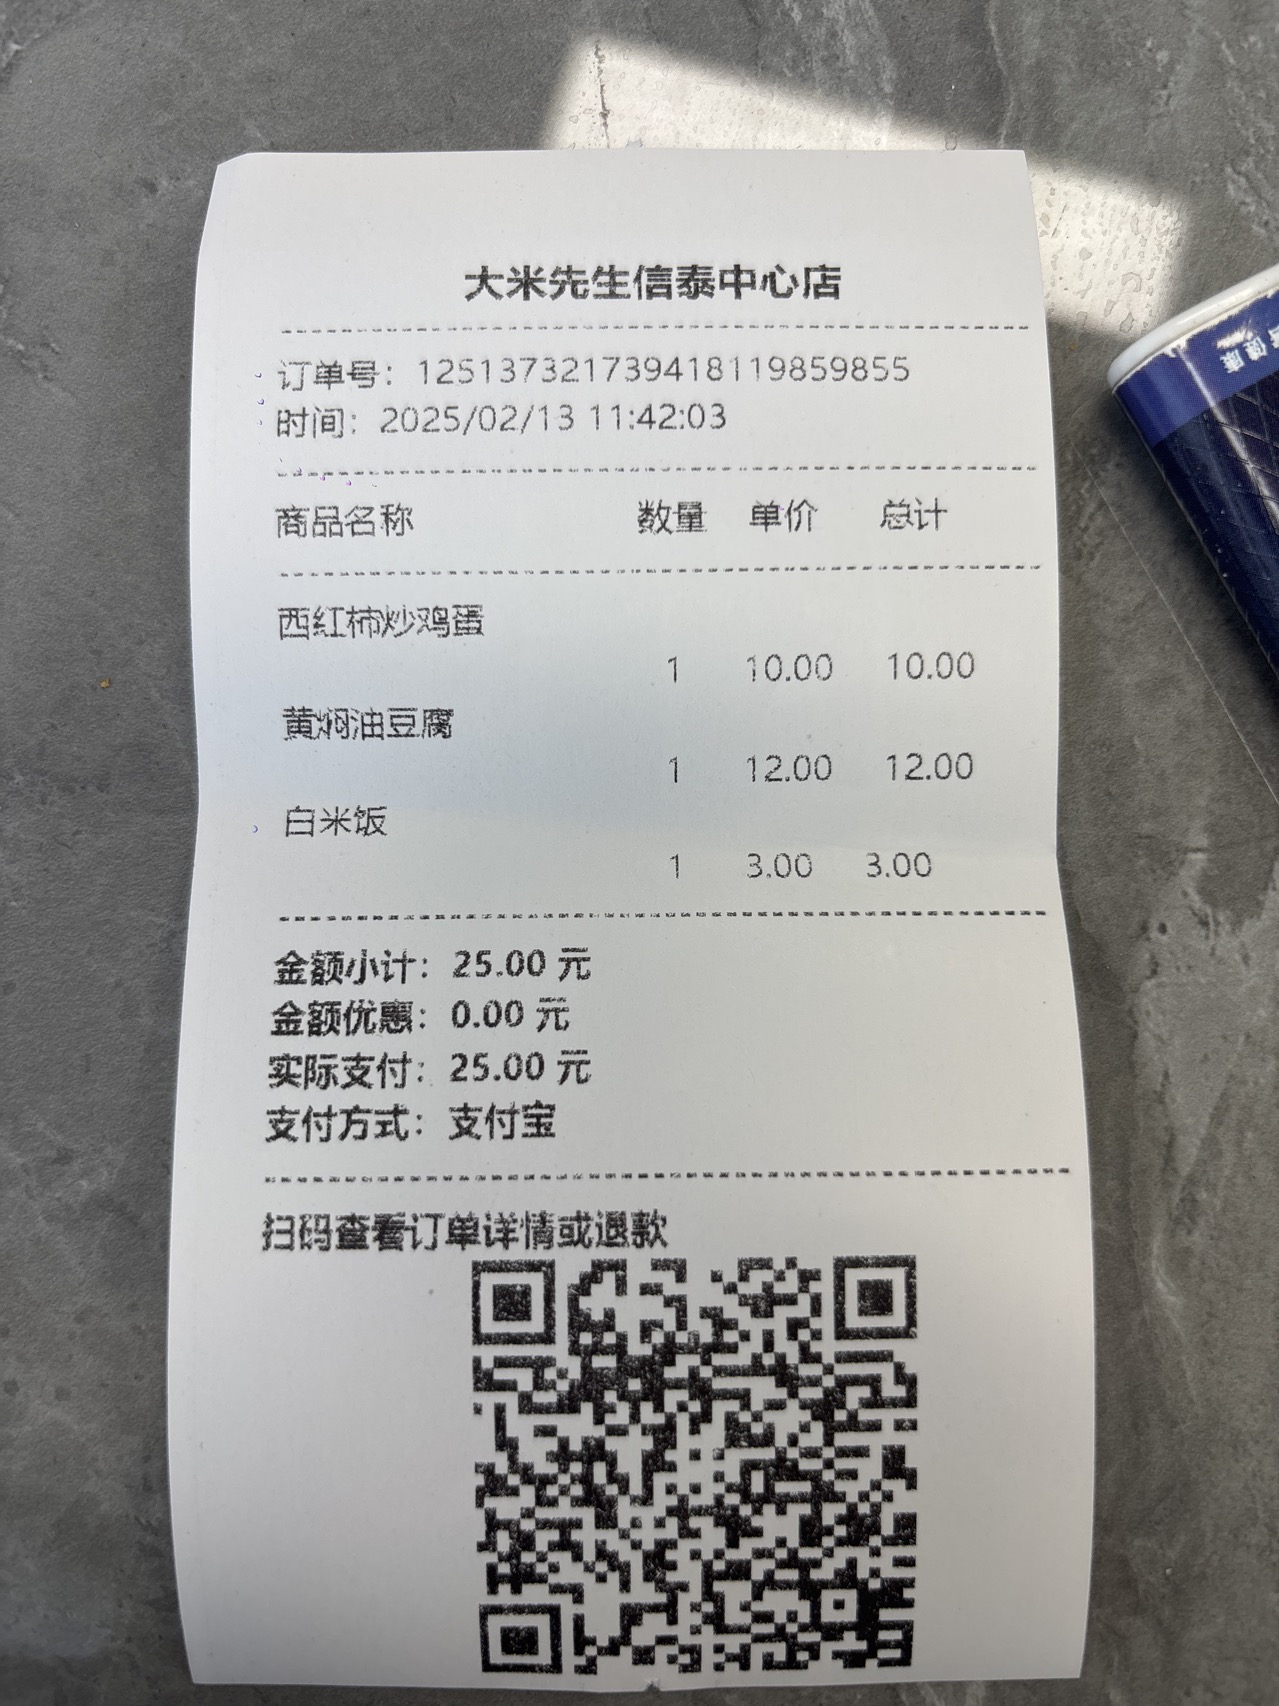 大米先生信泰中心店
订单号：1251373217394181198​59855
时间：2025/02/13 11:42:03
商品名称 数量 单价 总计
西红柿炒鸡蛋
1 10.00 10.00
黄焖油豆腐
1 12.00 12.00
白米饭
1 3.00 3.00
金额小计：25.00 元
金额优惠：0.00 元
实际支付：25.00 元
支付方式：支付宝
扫码查看订单详情或退款
健康